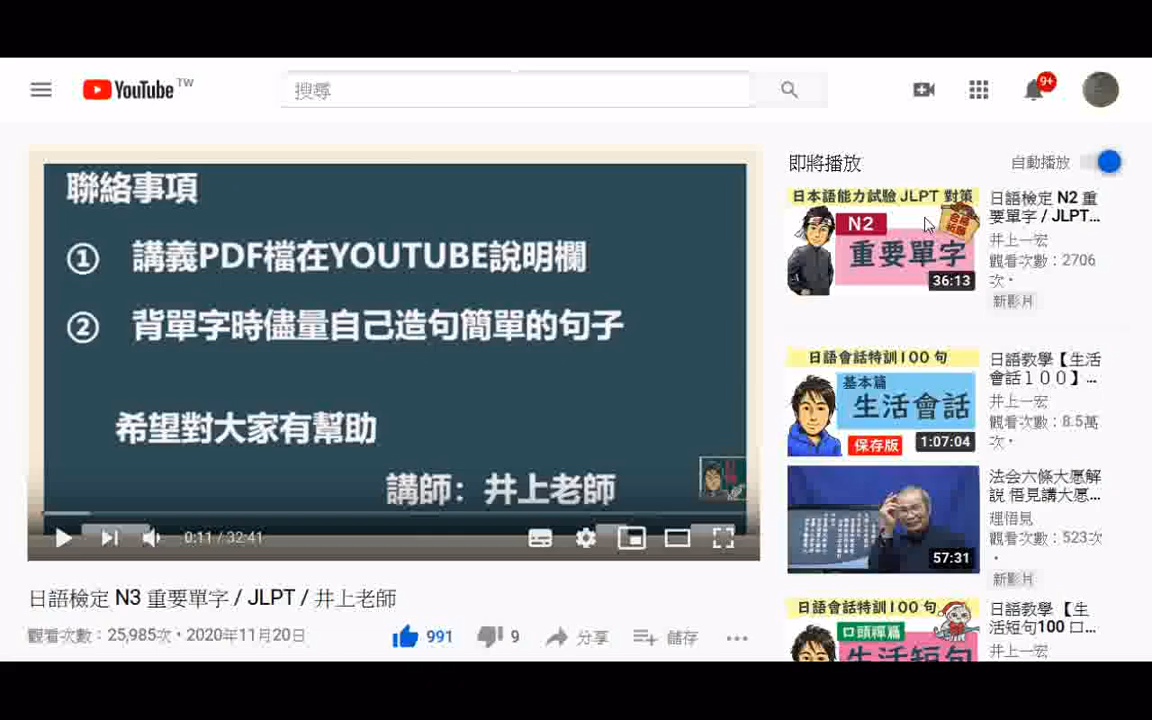 YouTube TW
搜尋
9+
聯絡事項
① 講義PDF檔在YOUTUBE說明欄
② 背單字時儘量自己造句簡單的句子
希望對大家有幫助
講師：井上老師
0:11 / 32:41
日語檢定 N3 重要單字 / JLPT / 井上老師
觀看次數：25,985次・2020年11月20日
991
9
分享
儲存
即將播放
自動播放
日本語能力試驗 JLPT 對策
N2
重要單字
36:13
日語檢定 N2 重
要單字 / JLPT...
井上一宏
觀看次數：2706
次・
新影片
日語會話特訓100 句
基本篇
生活會話
保存版
1:07:04
日語教學【生活
會話１００】...
井上一宏
觀看次數：8.5萬
次・
57:31
法会六條大愿解
說 悟見講大愿...
理悟見
觀看次數：523次
・
新影片
日語會話特訓100 句
口頭禪篇
生活短句
日語教學 【生
活短句100 口...
井上一宏